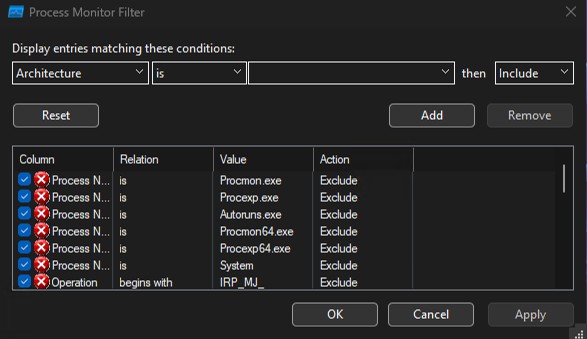 Process Monitor Filter
Display entries matching these conditions:
Architecture is then Include
Reset Add Remove
Column Relation Value Action
Process N... is Procmon.exe Exclude
Process N... is Procexp.exe Exclude
Process N... is Autoruns.exe Exclude
Process N... is Procmon64.exe Exclude
Process N... is Procexp64.exe Exclude
Process N... is System Exclude
Operation begins with IRP_MJ_ Exclude
OK Cancel Apply